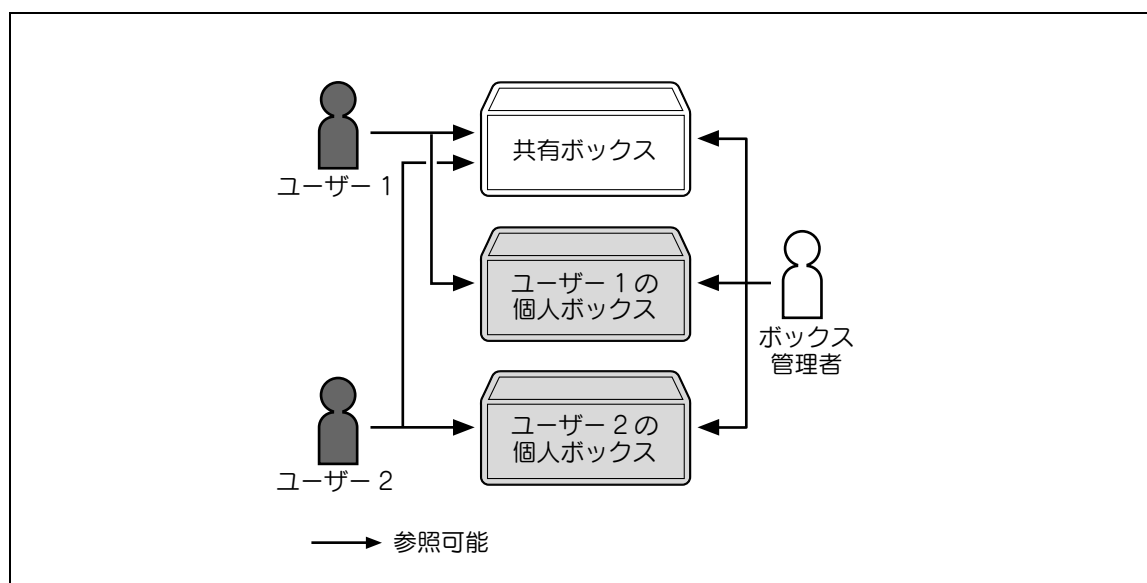 共有ボックス
ユーザー 1
ユーザー 1 の
個人ボックス
ボックス
管理者
ユーザー 2 の
個人ボックス
ユーザー 2
参照可能